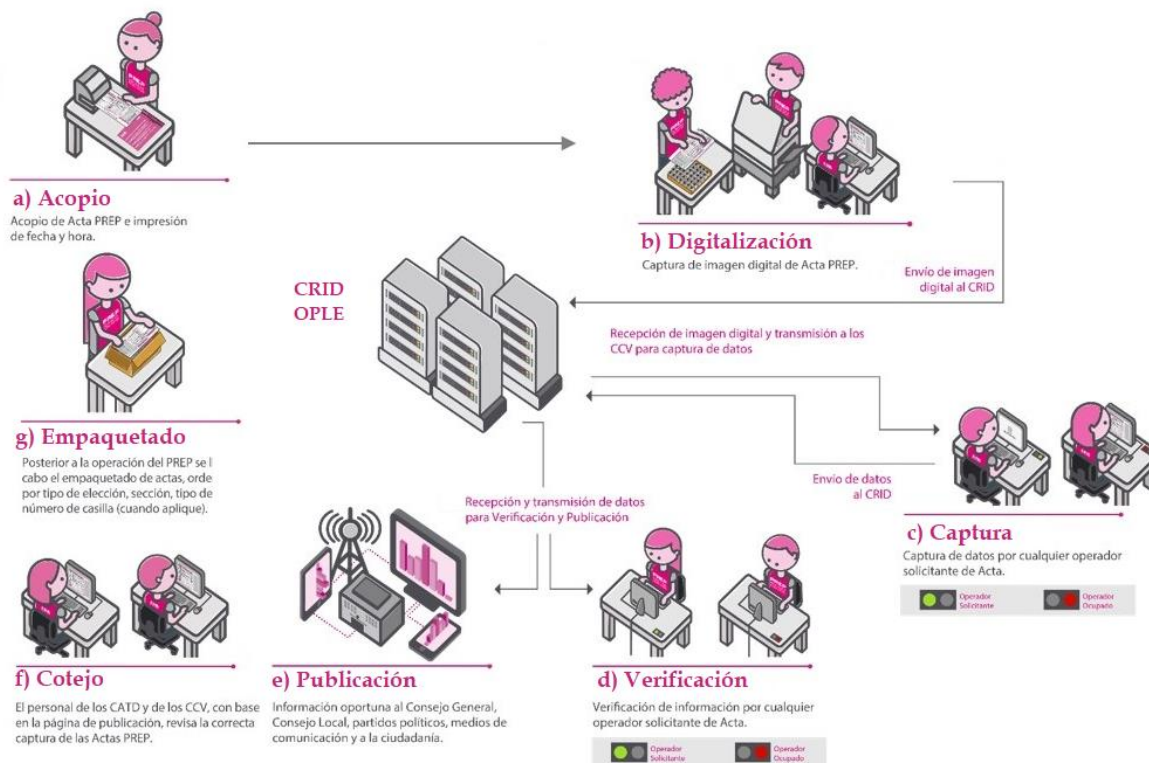 a) Acopio
Acopio de Acta PREP e impresión
de fecha y hora.
b) Digitalización
Captura de imagen digital de Acta PREP.
Envío de imagen
digital al CRID
CRID
OPLE
Recepción de imagen digital y transmisión a los
CCV para captura de datos
Envío de datos
al CRID
c) Captura
Captura de datos por cualquier operador
solicitante de Acta.
Operador
Solicitante
Operador
Ocupado
Recepción y transmisión de datos
para Verificación y Publicación
d) Verificación
Verificación de información por cualquier
operador solicitante de Acta.
Operador
Solicitante
Operador
Ocupado
e) Publicación
Información oportuna al Consejo General,
Consejo Local, partidos políticos, medios de
comunicación y a la ciudadanía.
f) Cotejo
El personal de los CATD y de los CCV, con base
en la página de publicación, revisa la correcta
captura de las Actas PREP.
g) Empaquetado
Posterior a la operación del PREP se l
cabo el empaquetado de actas, orde
por tipo de elección, sección, tipo de
número de casilla (cuando aplique).